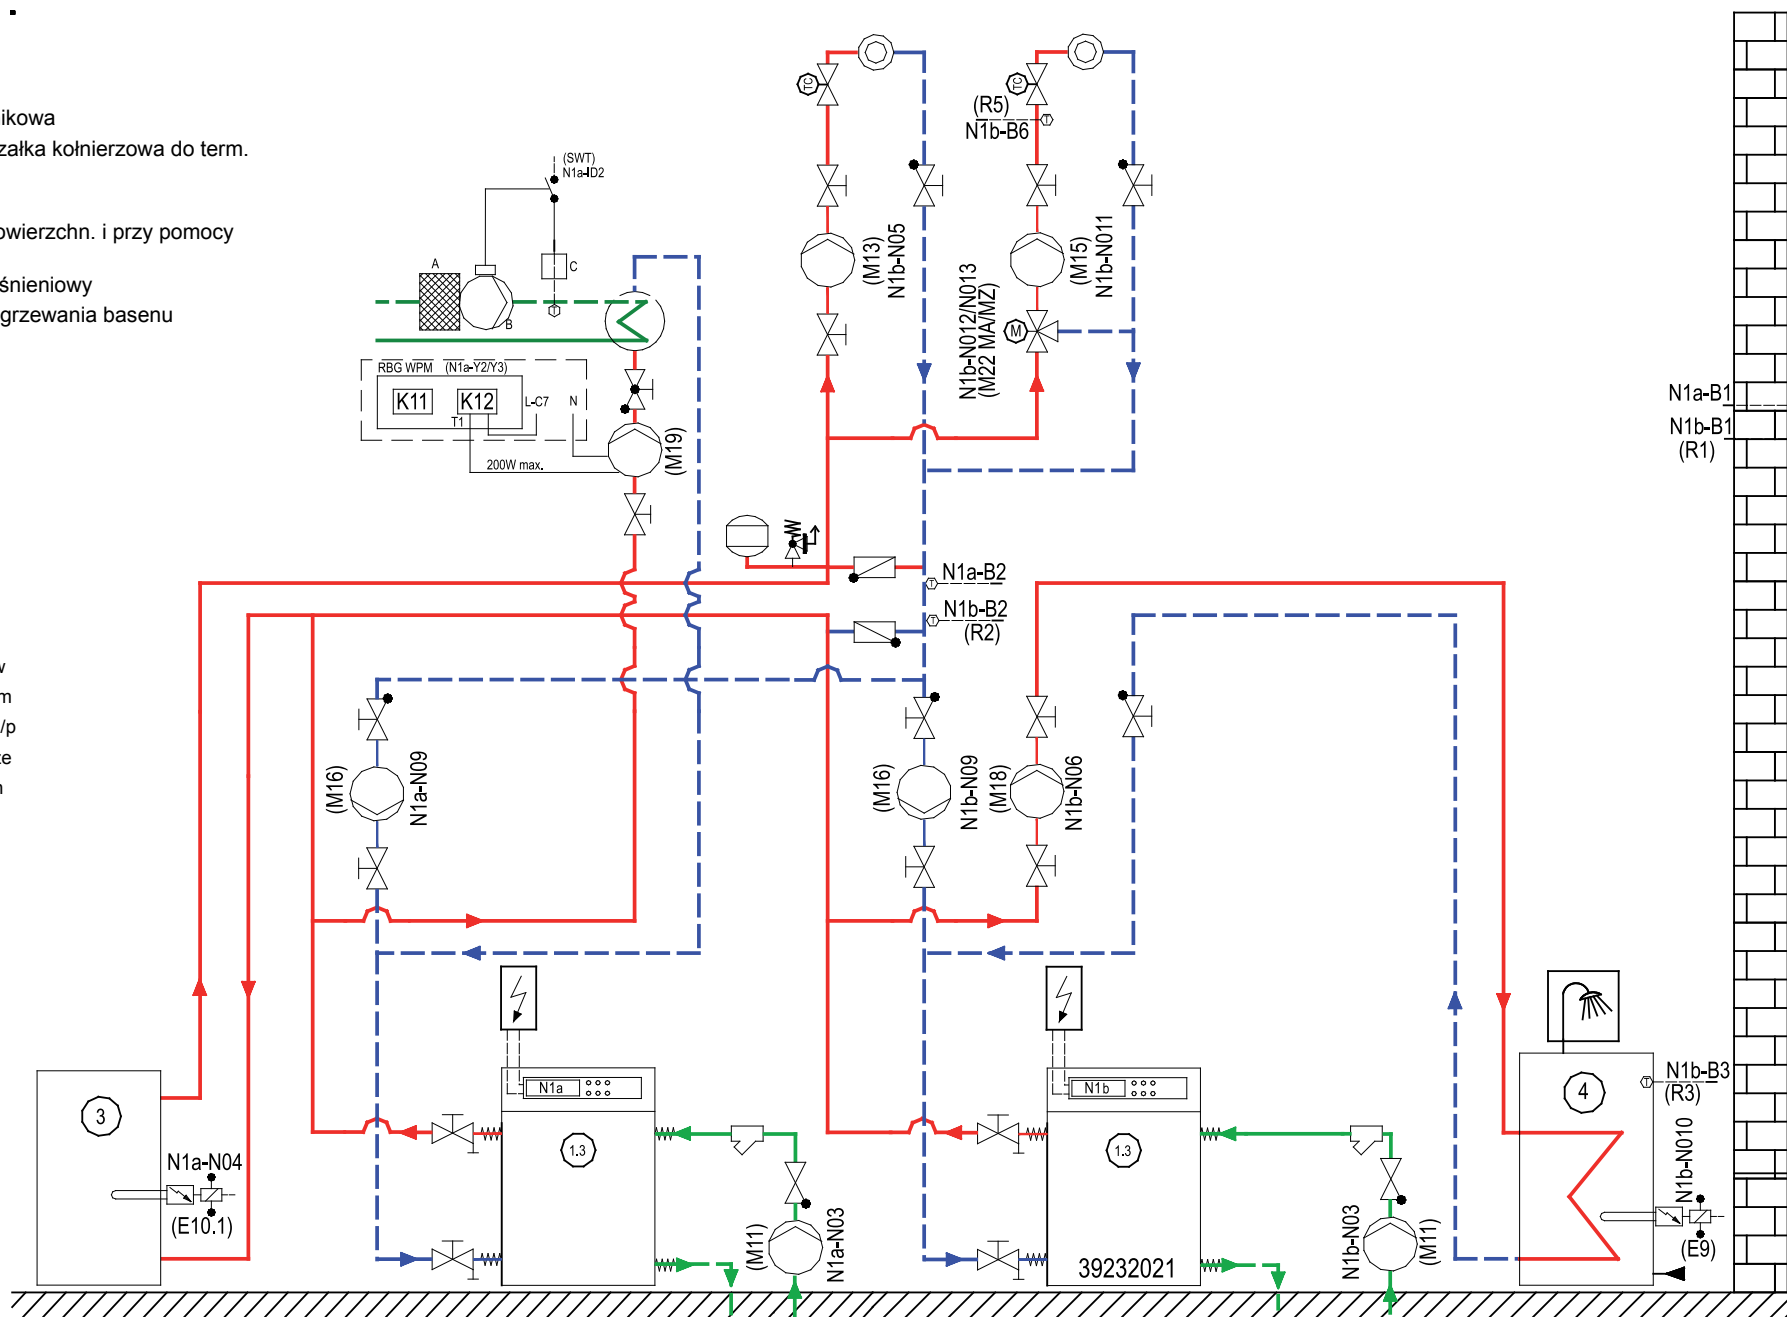 nikowa
załka kołnierzowa do term.
owierzchn. i przy pomocy
śnieniowy
grzewania basenu
w
m
/p
ze
n
(SWT)
N1a-ID2
A
B
C
T
RBG WPM (N1a-Y2/Y3)
K11
K12
T1
L-C7
N
200W max.
(M19)
TC
(M13)
N1b-N05
TC
(R5)
N1b-B6
T
(M15)
N1b-N011
M
N1b-N012/N013
(M22 MA/MZ)
N1a-B1
N1b-B1
(R1)
T
N1a-B2
T
N1b-B2
(R2)
(M16)
N1a-N09
(M16)
N1b-N09
(M18)
N1b-N06
3
N1a-N04
(E10.1)
N1a
1.3
(M11)
N1a-N03
N1b
1.3
39232021
N1b-N03
(M11)
4
T
N1b-B3
(R3)
N1b-N010
(E9)